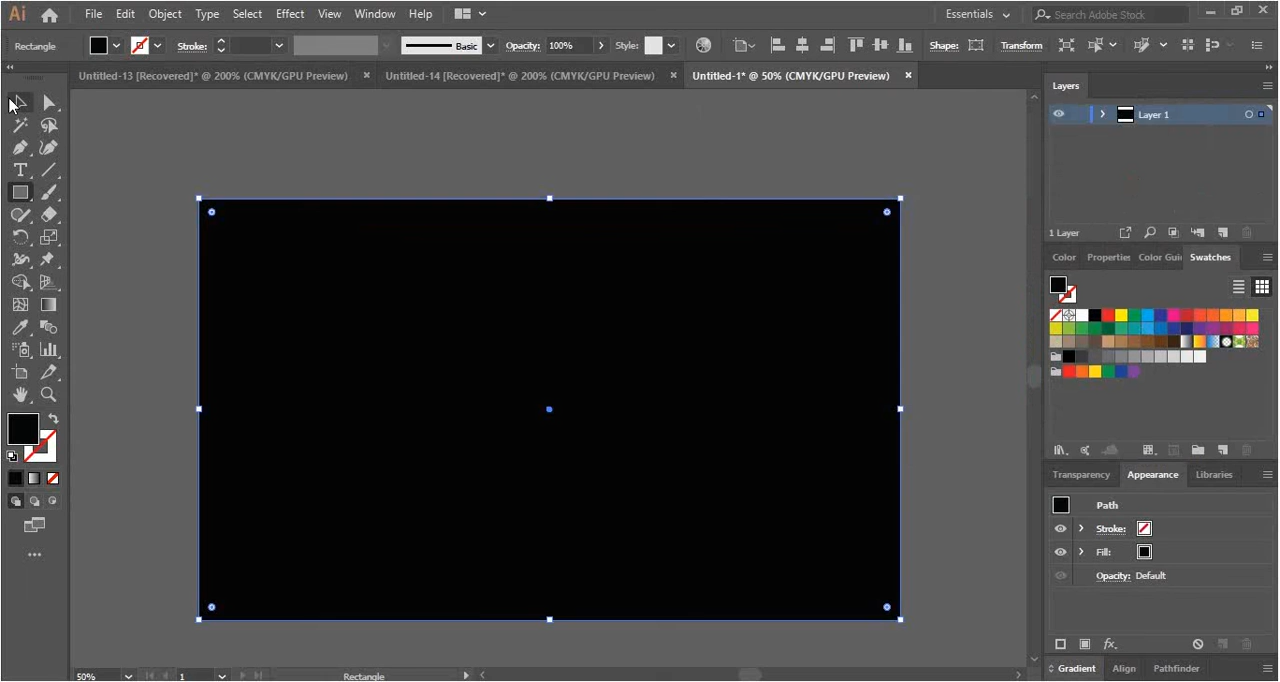 Ai File Edit Object Type Select Effect View Window Help Essentials Search Adobe Stock
Rectangle Stroke: Basic Opacity: 100% Style: Shape: Transform
Untitled-13 [Recovered]* @ 200% (CMYK/GPU Preview) × Untitled-14 [Recovered]* @ 200% (CMYK/GPU Preview) × Untitled-1* @ 50% (CMYK/GPU Preview) ×
Layers
Layer 1
1 Layer
Color Properties Color Gui Swatches
Transparency Appearance Libraries
Path
Stroke:
Fill:
Opacity: Default
fx
Gradient Align Pathfinder
50% 1 Rectangle